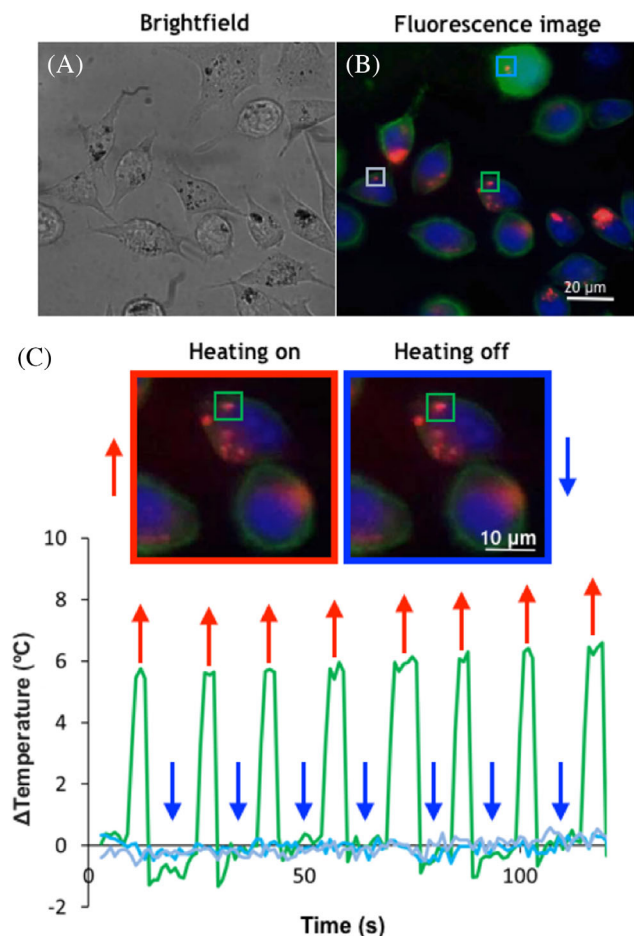 Brightfield
Fluorescence image
(A)
(B)
20 µm
(C)
Heating on
Heating off
10 µm
10
8
6
4
2
0
-2
0
50
100
ΔTemperature (ºC)
Time (s)